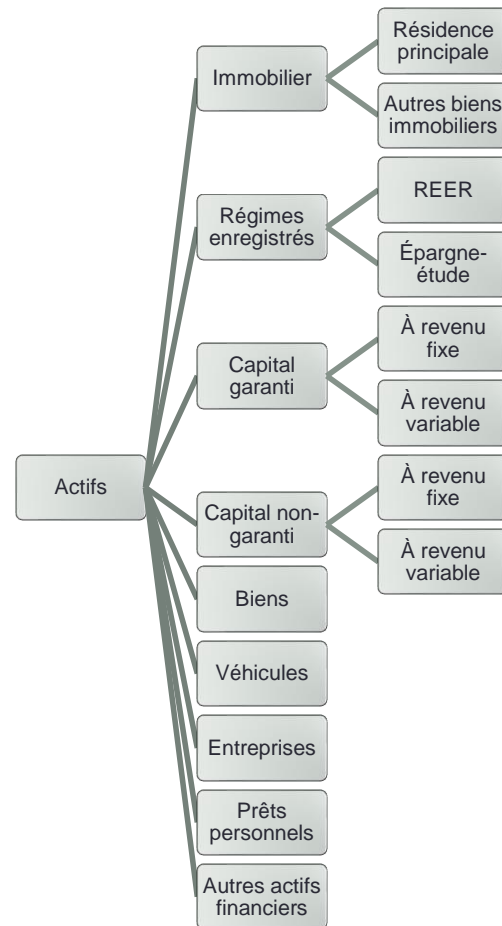 Actifs
Immobilier
Résidence
principale
Autres biens
immobiliers
Régimes
enregistrés
REER
Épargne-
étude
Capital
garanti
À revenu
fixe
À revenu
variable
Capital non-
garanti
À revenu
fixe
À revenu
variable
Biens
Véhicules
Entreprises
Prêts
personnels
Autres actifs
financiers